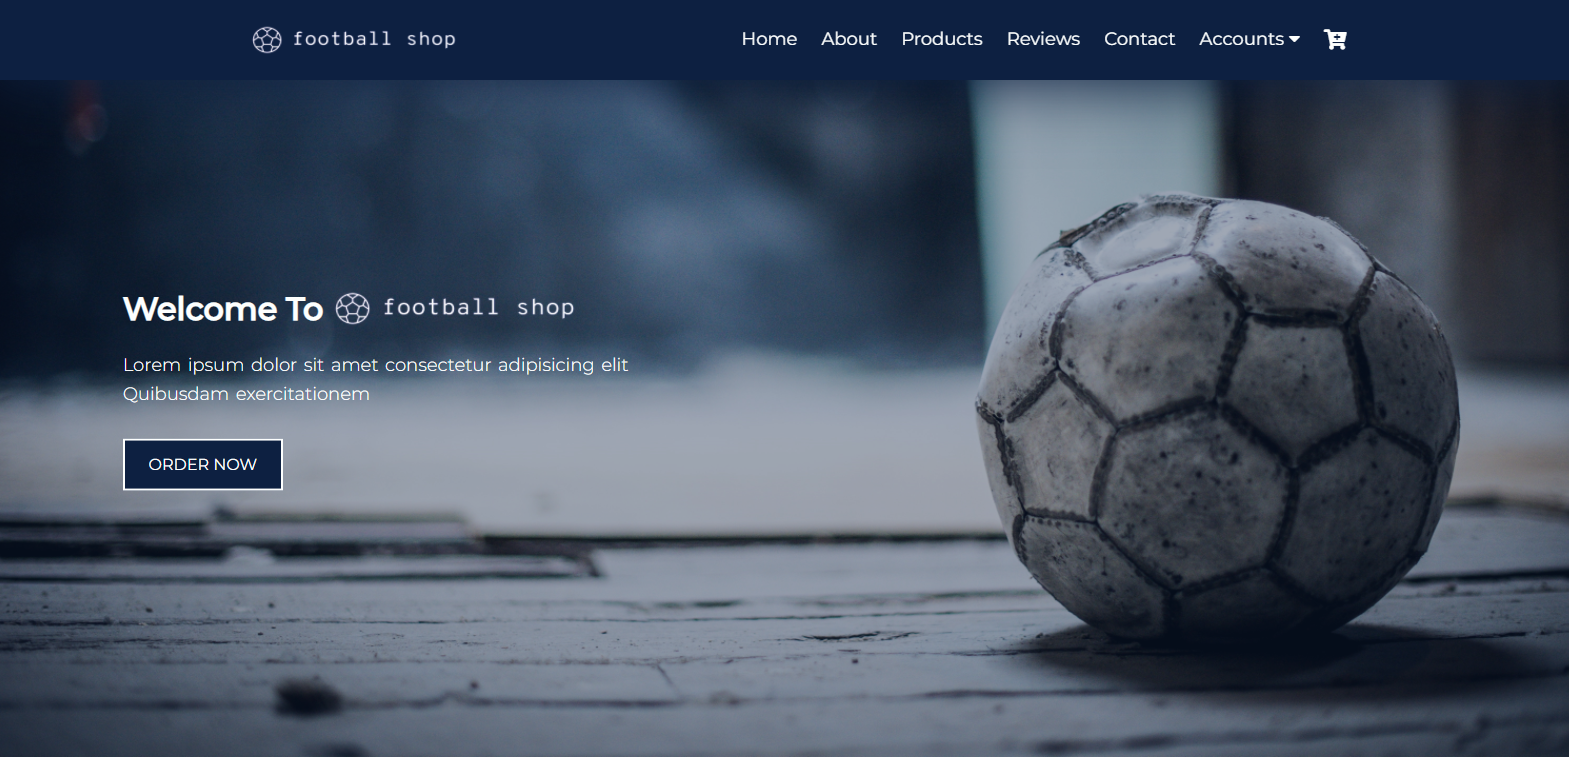 football shop
Home About Products Reviews Contact Accounts
Welcome To football shop
Lorem ipsum dolor sit amet consectetur adipisicing elit
Quibusdam exercitationem
ORDER NOW